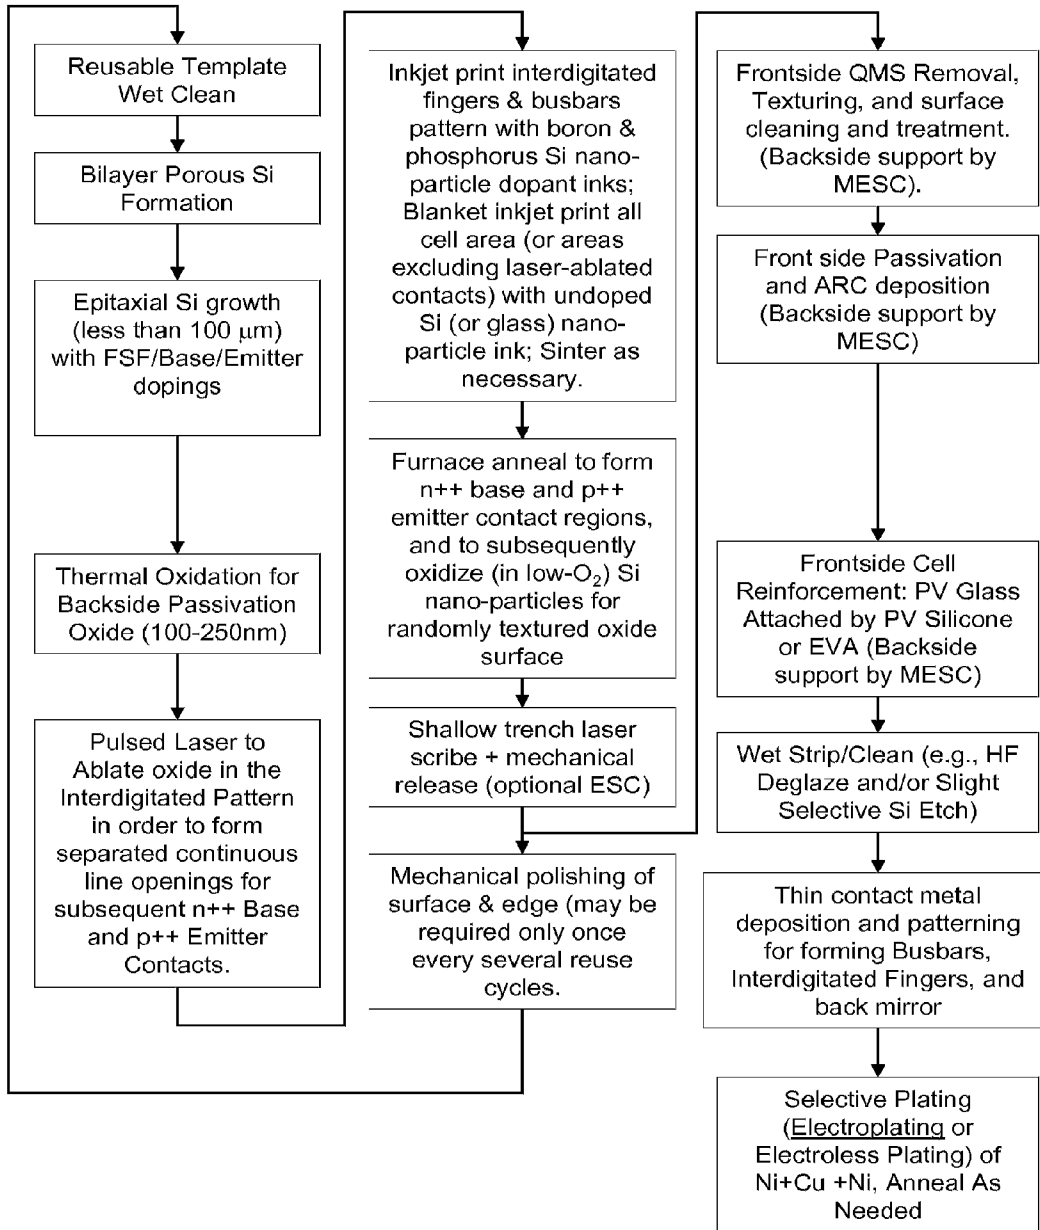 Reusable Template
Wet Clean
Bilayer Porous Si
Formation
Epitaxial Si growth
(less than 100 μm)
with FSF/Base/Emitter
dopings
Thermal Oxidation for
Backside Passivation
Oxide (100-250nm)
Pulsed Laser to
Ablate oxide in the
Interdigitated Pattern
in order to form
separated continuous
line openings for
subsequent n++ Base
and p++ Emitter
Contacts.
Inkjet print interdigitated
fingers & busbars
pattern with boron &
phosphorus Si nano-
particle dopant inks;
Blanket inkjet print all
cell area (or areas
excluding laser-ablated
contacts) with undoped
Si (or glass) nano-
particle ink; Sinter as
necessary.
Furnace anneal to form
n++ base and p++
emitter contact regions,
and to subsequently
oxidize (in low-O₂) Si
nano-particles for
randomly textured oxide
surface
Shallow trench laser
scribe + mechanical
release (optional ESC)
Mechanical polishing of
surface & edge (may be
required only once
every several reuse
cycles.
Frontside QMS Removal,
Texturing, and surface
cleaning and treatment.
(Backside support by
MESC).
Front side Passivation
and ARC deposition
(Backside support by
MESC)
Frontside Cell
Reinforcement: PV Glass
Attached by PV Silicone
or EVA (Backside
support by MESC)
Wet Strip/Clean (e.g., HF
Deglaze and/or Slight
Selective Si Etch)
Thin contact metal
deposition and patterning
for forming Busbars,
Interdigitated Fingers, and
back mirror
Selective Plating
(Electroplating or
Electroless Plating) of
Ni+Cu +Ni, Anneal As
Needed